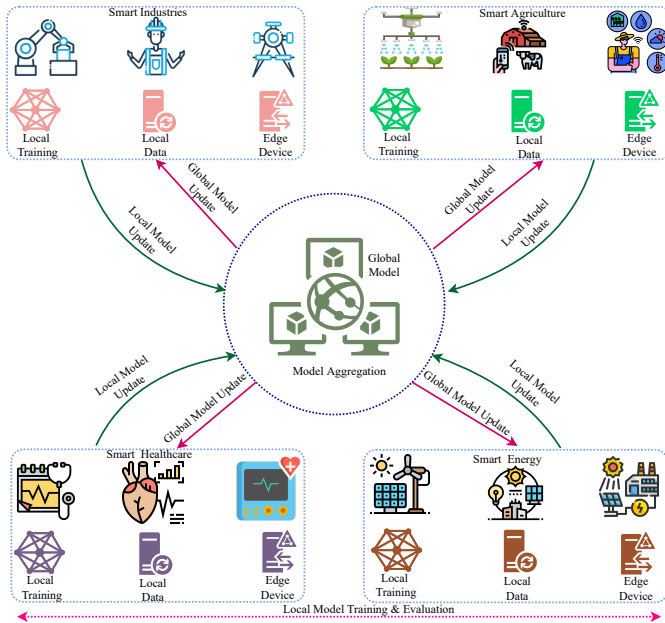 Smart Industries
Local
Training
Local
Data
Edge
Device
Smart Agriculture
Local
Training
Local
Data
Edge
Device
Global Model
Update
Local Model
Update
Global Model
Update
Local Model
Update
Global
Model
Model Aggregation
Local Model
Update
Global Model Update
Global Model Update
Local Model
Update
Smart Healthcare
Local
Training
Local
Data
Edge
Device
Smart Energy
Local
Training
Local
Data
Edge
Device
Local Model Training & Evaluation